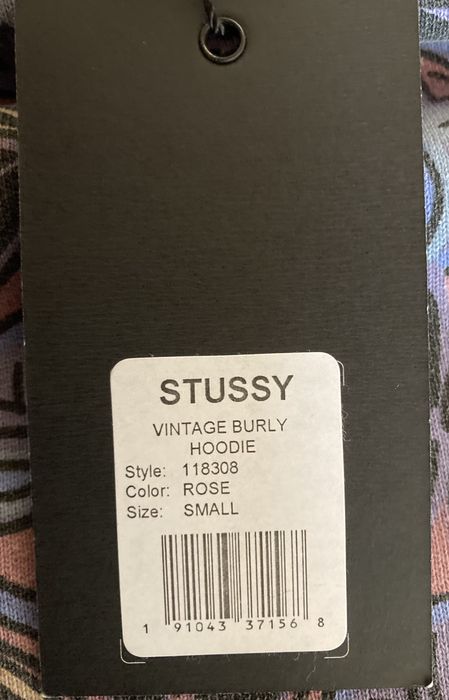 STUSSY
VINTAGE BURLY
HOODIE
Style: 118308
Color: ROSE
Size: SMALL
1 91043 37156 8